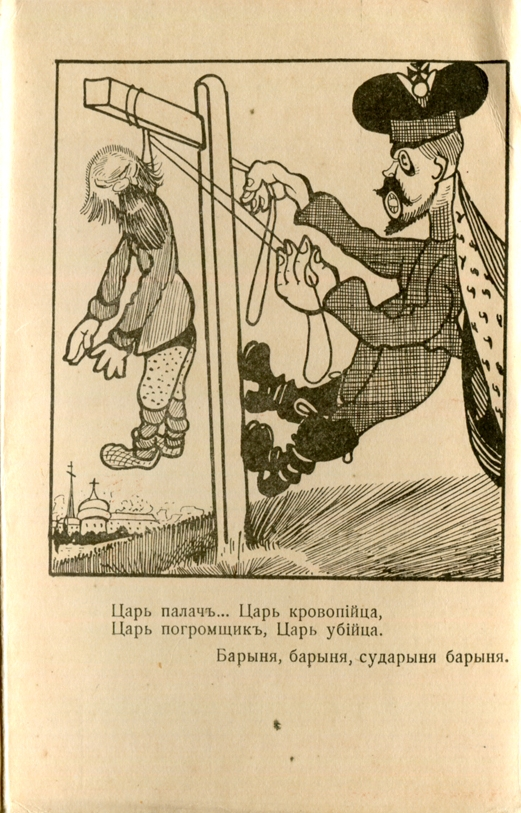 Царь палачъ... Царь кровопійца,
Царь погромщикъ, Царь убійца.
Барыня, барыня, сударыня барыня.